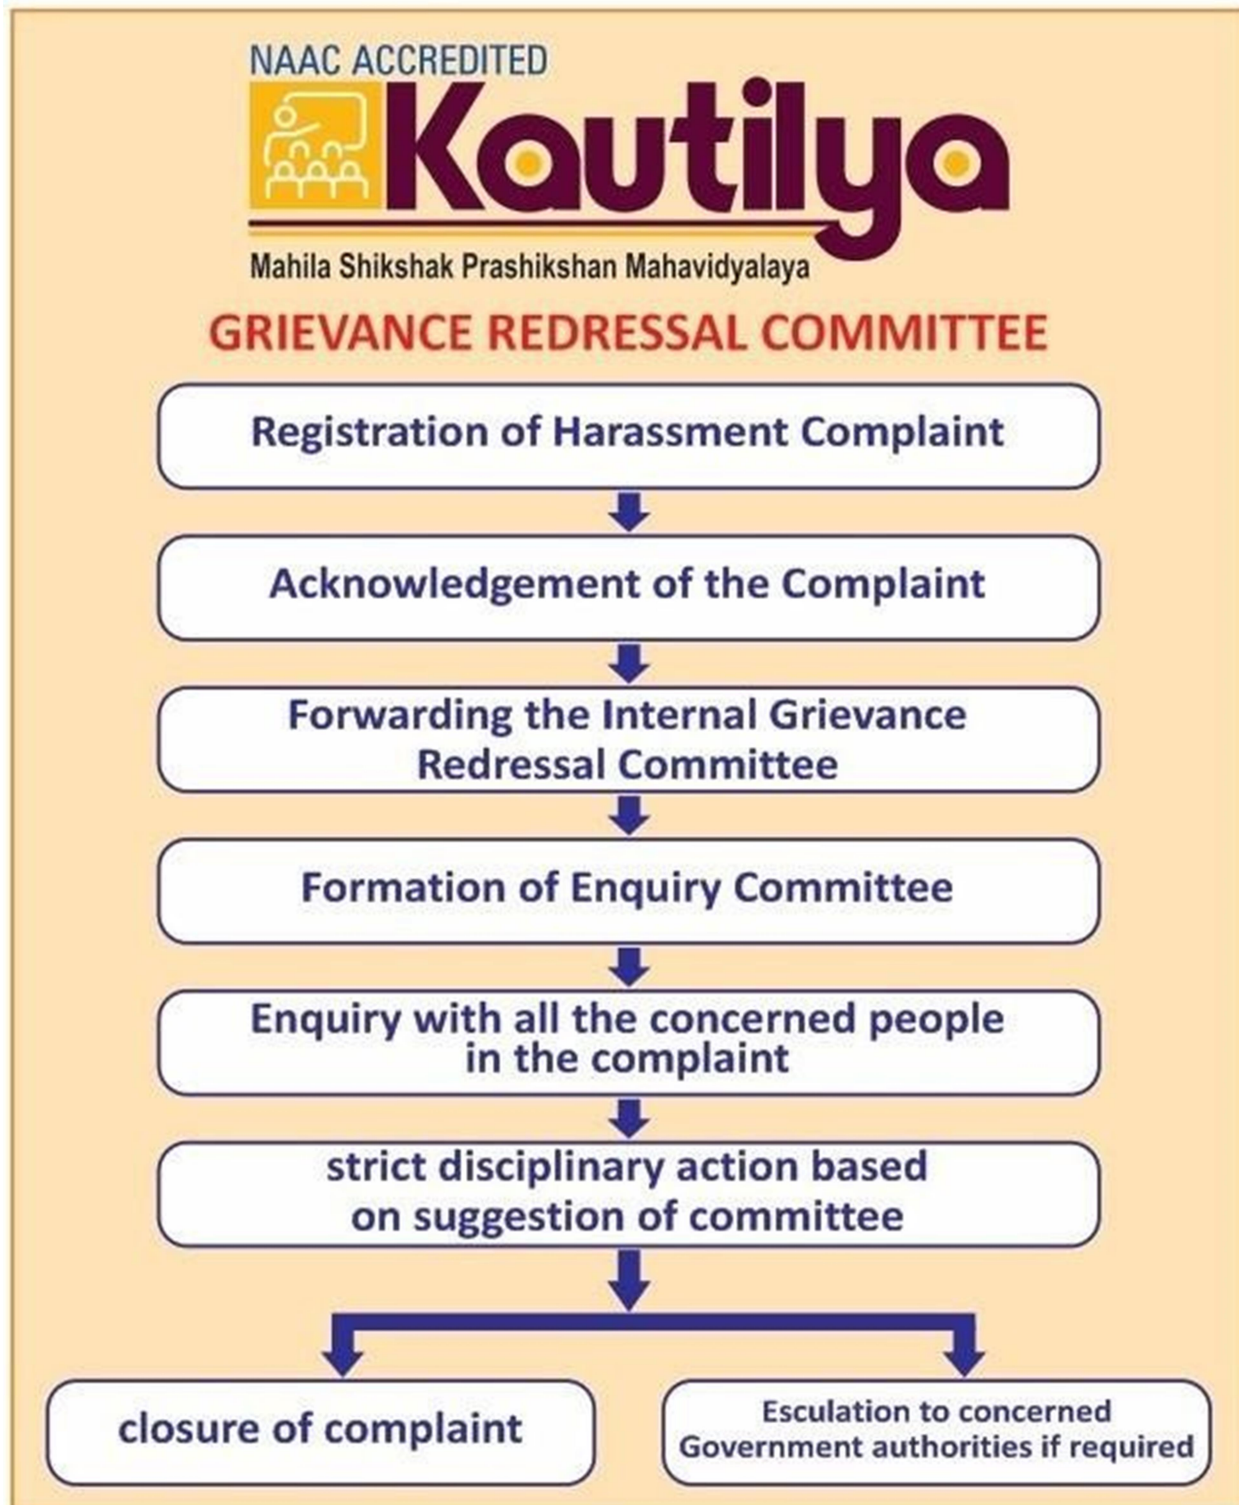 NAAC ACCREDITED
Kautilya
Mahila Shikshak Prashikshan Mahavidyalaya
GRIEVANCE REDRESSAL COMMITTEE
Registration of Harassment Complaint
Acknowledgement of the Complaint
Forwarding the Internal Grievance
Redressal Committee
Formation of Enquiry Committee
Enquiry with all the concerned people
in the complaint
strict disciplinary action based
on suggestion of committee
closure of complaint
Esculation to concerned
Government authorities if required